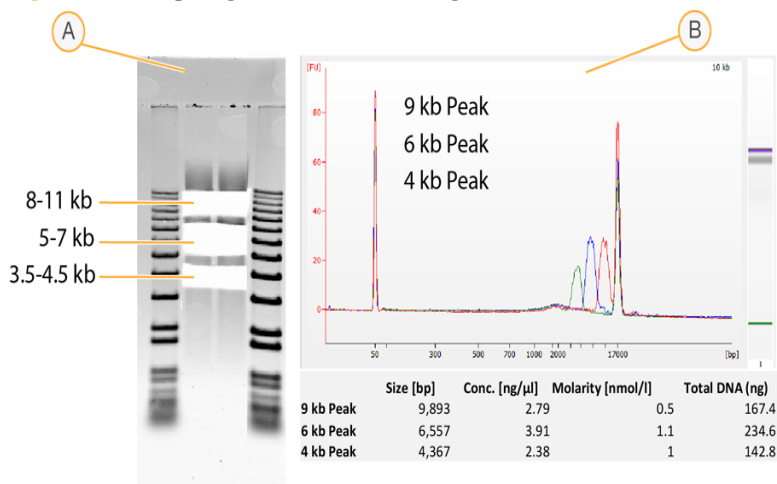 A
B
8-11 kb
5-7 kb
3.5-4.5 kb
[FU]
10 kb
80
60
40
20
0
9 kb Peak
6 kb Peak
4 kb Peak
50 300 500 700 1000 2000 17000 [bp]
1
Size [bp] Conc. [ng/µl] Molarity [nmol/l] Total DNA (ng)
9 kb Peak 9,893 2.79 0.5 167.4
6 kb Peak 6,557 3.91 1.1 234.6
4 kb Peak 4,367 2.38 1 142.8